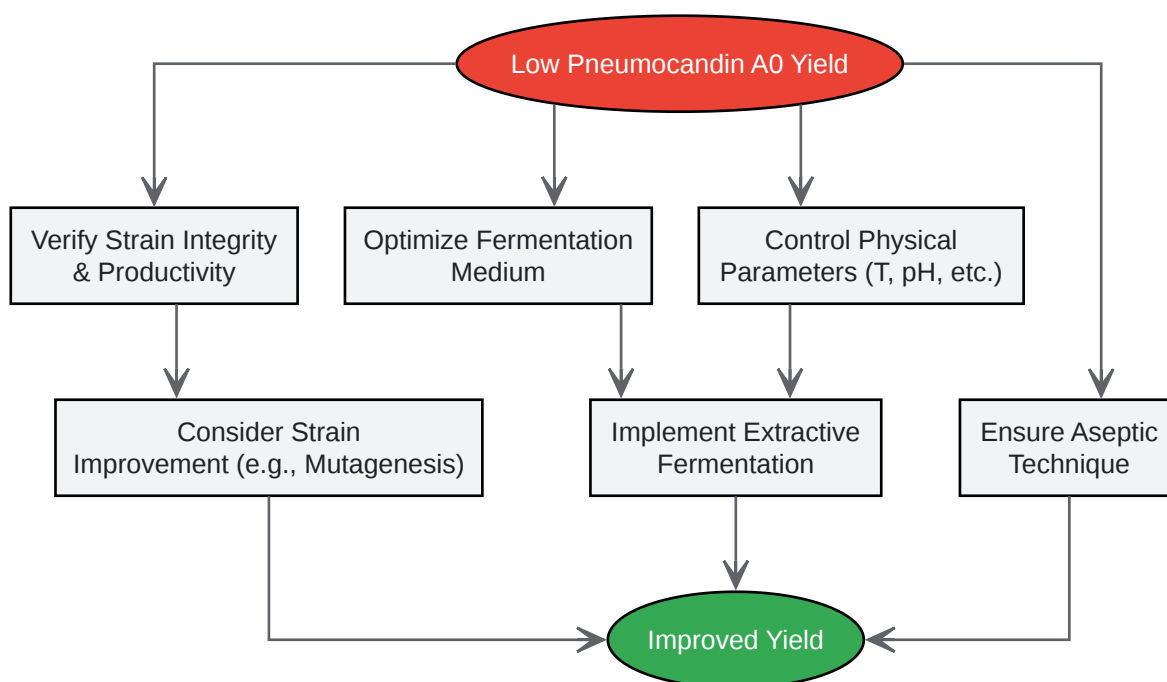 Low Pneumocandin A0 Yield
Verify Strain Integrity
& Productivity
Optimize Fermentation
Medium
Control Physical
Parameters (T, pH, etc.)
Consider Strain
Improvement (e.g., Mutagenesis)
Implement Extractive
Fermentation
Ensure Aseptic
Technique
Improved Yield